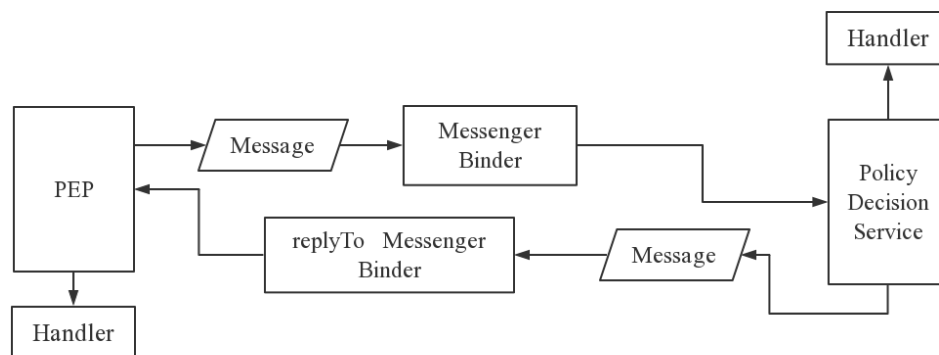 Handler
Message
Messenger
Binder
PEP
Policy
Decision
Service
replyTo Messenger
Binder
Message
Handler